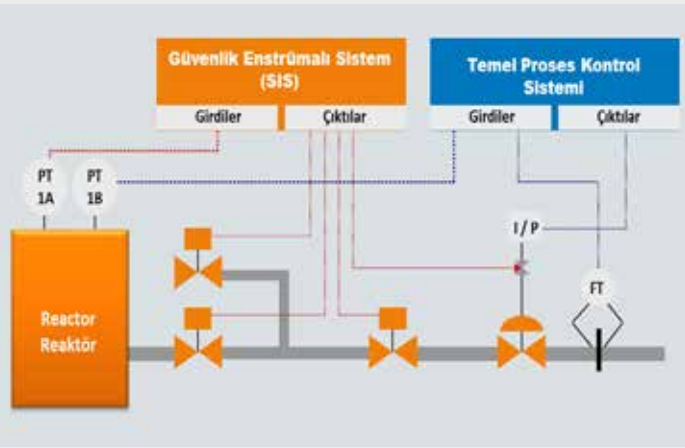 Güvenlik Enstrümalı Sistem
(SIS)
Girdiler
Çıktılar
Temel Proses Kontrol
Sistemi
Girdiler
Çıktılar
PT
1A
PT
1B
I / P
FT
Reactor
Reaktör